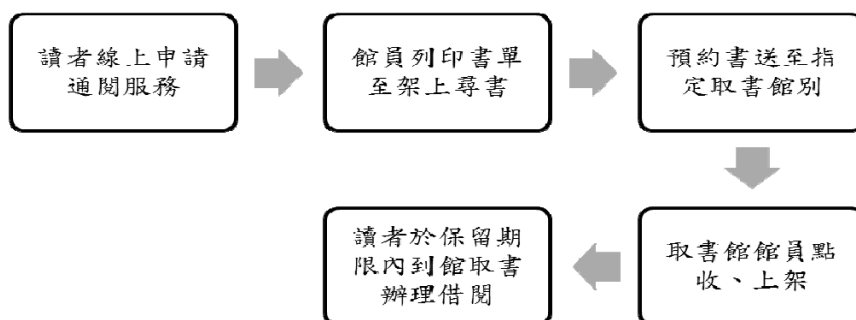 讀者線上申請
通閱服務
館員列印書單
至架上尋書
預約書送至指
定取書館別
取書館館員點
收、上架
讀者於保留期
限內到館取書
辦理借閱